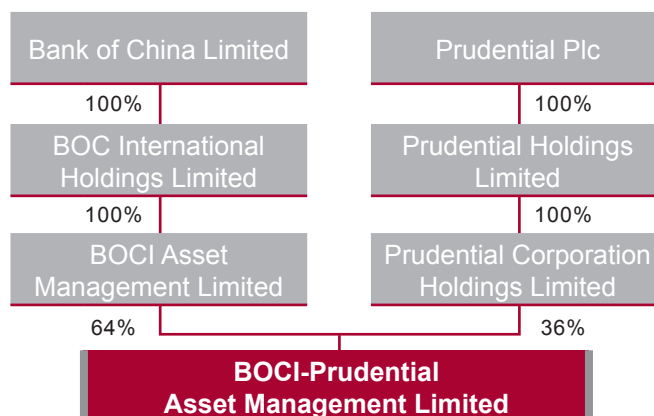 Bank of China Limited
Prudential Plc
100%
100%
BOC International
Holdings Limited
Prudential Holdings
Limited
100%
100%
BOCI Asset
Management Limited
Prudential Corporation
Holdings Limited
64%
36%
BOCI-Prudential
Asset Management Limited